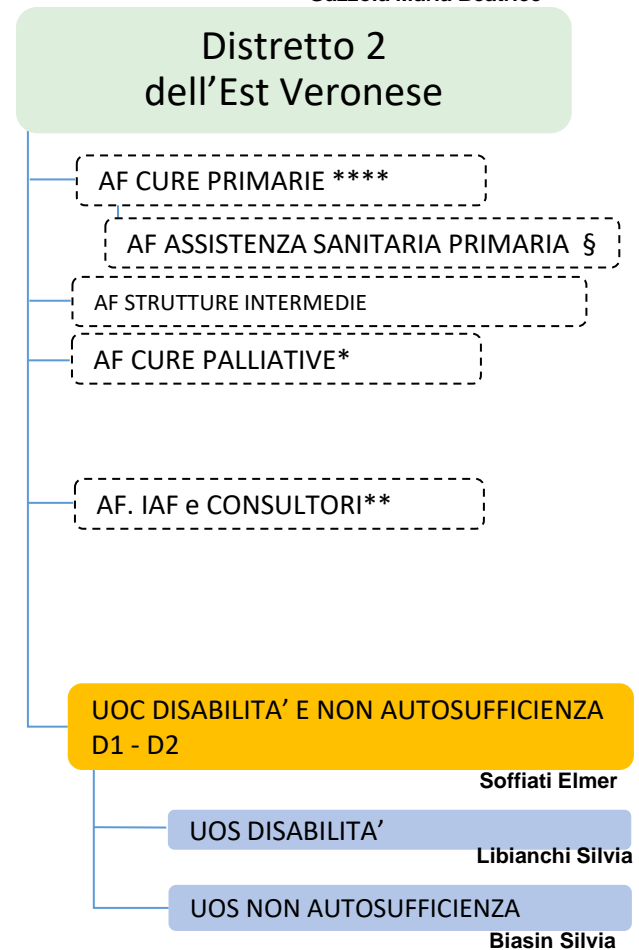 Distretto 2
dell’Est Veronese
AF CURE PRIMARIE ****
AF ASSISTENZA SANITARIA PRIMARIA §
AF STRUTTURE INTERMEDIE
AF CURE PALLIATIVE*
AF. IAF e CONSULTORI**
UOC DISABILITA’ E NON AUTOSUFFICIENZA
D1 - D2
Soffiati Elmer
UOS DISABILITA’
Libianchi Silvia
UOS NON AUTOSUFFICIENZA
Biasin Silvia